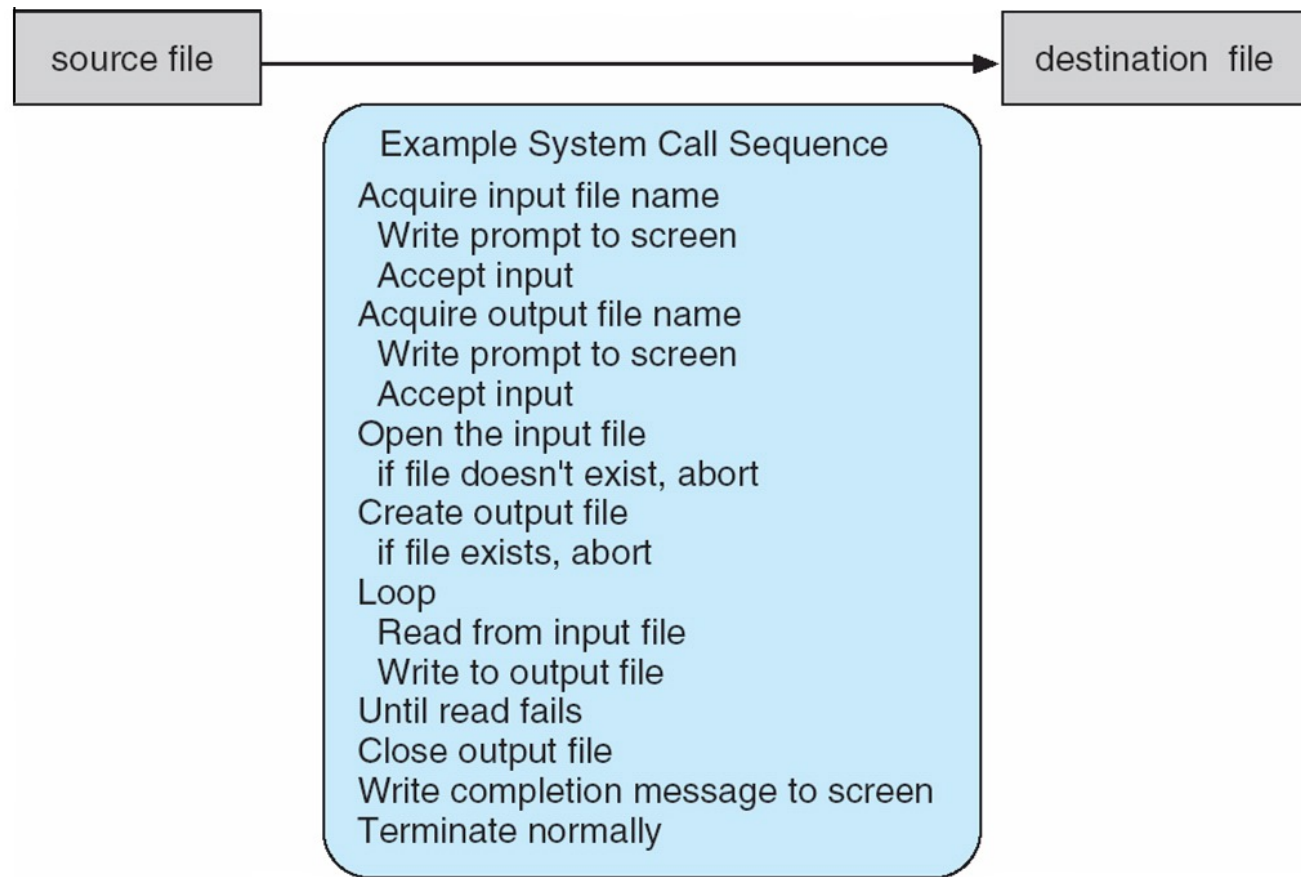 source file
destination file
Example System Call Sequence
Acquire input file name
Write prompt to screen
Accept input
Acquire output file name
Write prompt to screen
Accept input
Open the input file
if file doesn't exist, abort
Create output file
if file exists, abort
Loop
Read from input file
Write to output file
Until read fails
Close output file
Write completion message to screen
Terminate normally